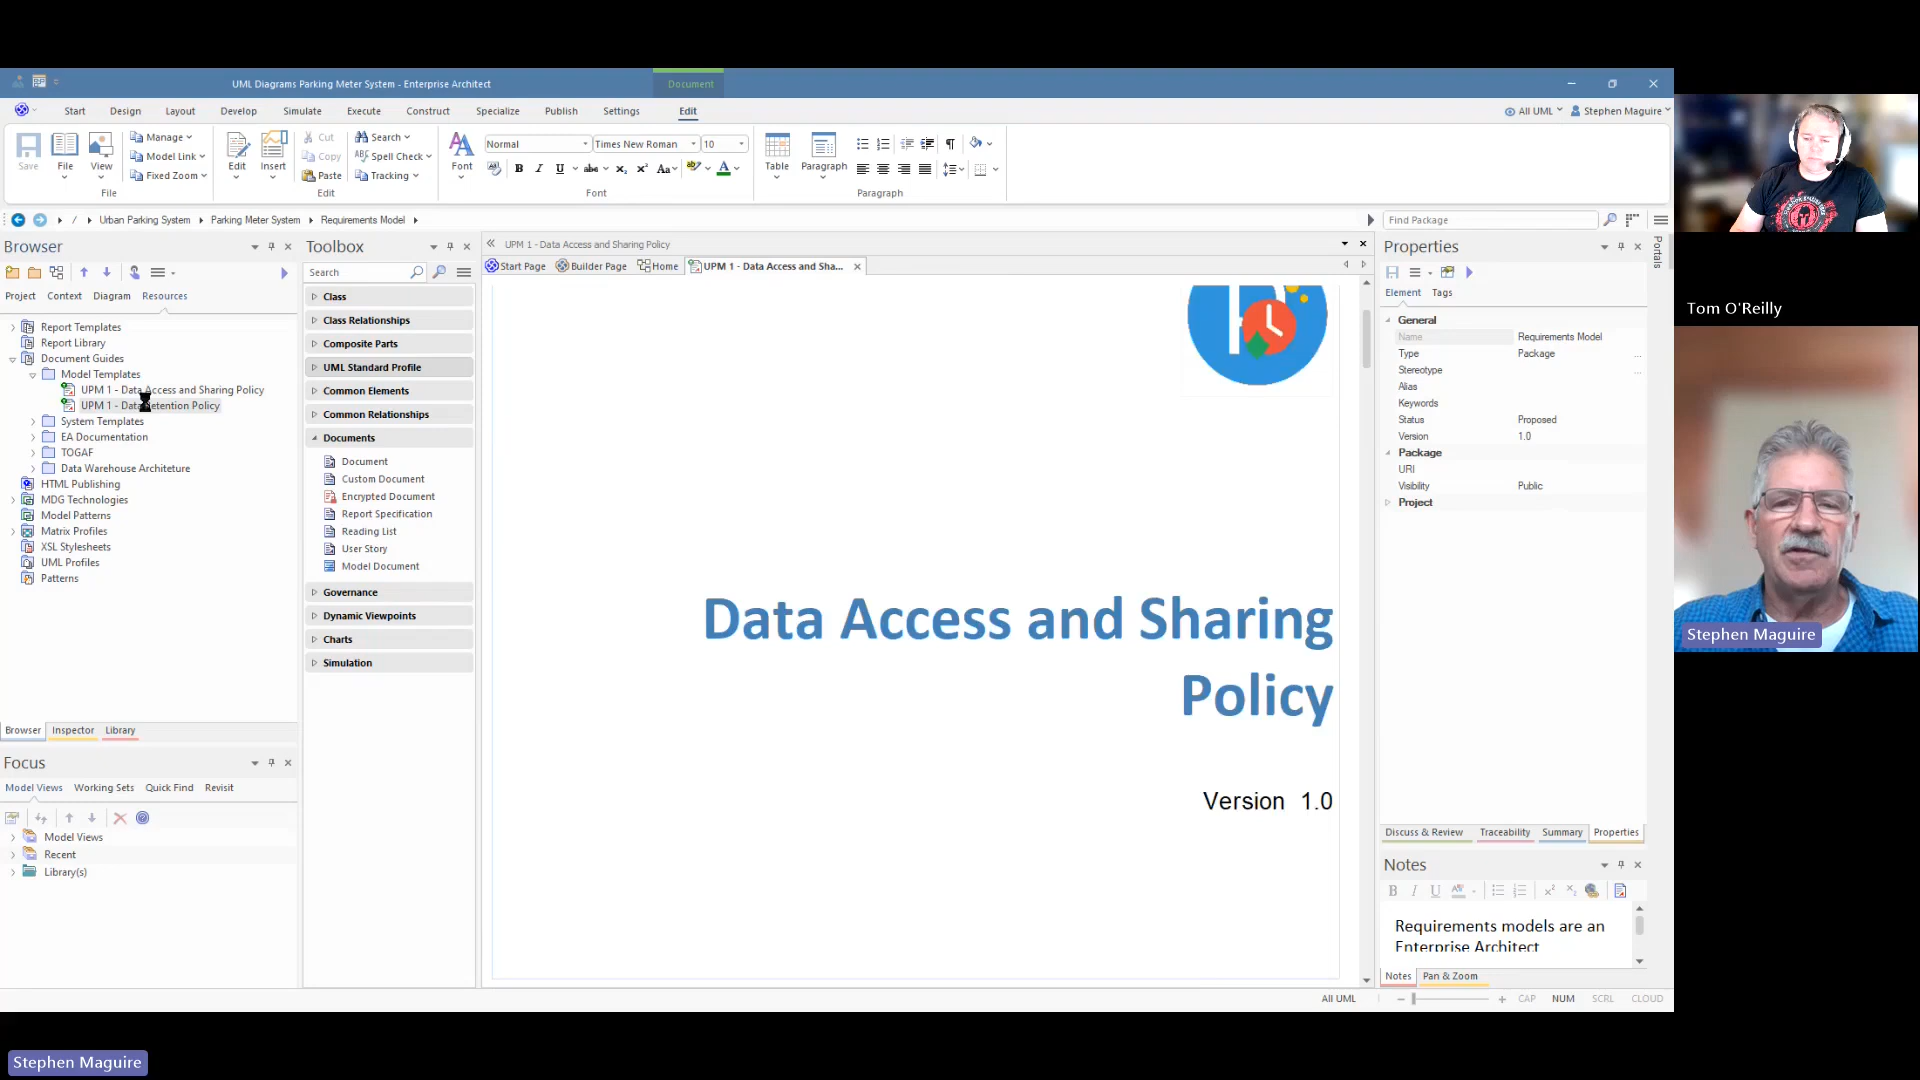 UML Diagrams Parking Meter System - Enterprise Architect
Document
Start
Design
Layout
Develop
Simulate
Execute
Construct
Specialize
Publish
Settings
Edit
All UML
Stephen Maguire
Save
File
View
Manage
Model Link
Fixed Zoom
File
Edit
Insert
Cut
Copy
Paste
Search
Spell Check
Tracking
Edit
Font
Normal
Times New Roman
10
Font
Table
Paragraph
Paragraph
/ Urban Parking System Parking Meter System Requirements Model
Find Package
Browser
Project
Context
Diagram
Resources
Report Templates
Report Library
Document Guides
Model Templates
UPM 1 - Data Access and Sharing Policy
UPM 1 - Data Retention Policy
System Templates
EA Documentation
TOGAF
Data Warehouse Architeture
HTML Publishing
MDG Technologies
Model Patterns
Matrix Profiles
XSL Stylesheets
UML Profiles
Patterns
Browser
Inspector
Library
Focus
Model Views
Working Sets
Quick Find
Revisit
Model Views
Recent
Library(s)
Toolbox
Search
Class
Class Relationships
Composite Parts
UML Standard Profile
Common Elements
Common Relationships
Documents
Document
Custom Document
Encrypted Document
Report Specification
Reading List
User Story
Model Document
Governance
Dynamic Viewpoints
Charts
Simulation
UPM 1 - Data Access and Sharing Policy
Start Page
Builder Page
Home
UPM 1 - Data Access and Sha...
Data Access and Sharing
Policy
Version 1.0
Properties
Element
Tags
General
Name Requirements Model
Type Package
Stereotype
Alias
Keywords
Status Proposed
Version 1.0
Package
URI
Visibility Public
Project
Discuss & Review
Traceability
Summary
Properties
Notes
Requirements models are an
Enterprise Architect
Notes
Pan & Zoom
Portals
All UML
CAP
NUM
SCRL
CLOUD
Tom O'Reilly
Stephen Maguire
Stephen Maguire